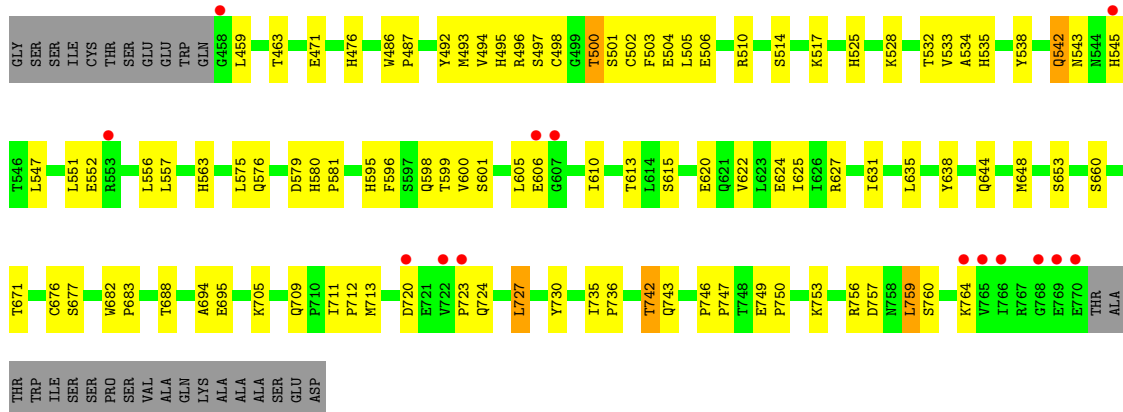 GLY SER SER ILE CYS THR SER GLU GLU TRP GLN G458 L459 T463 E471 H476 W486 P487 Y492 M493 V494 H495 R496 S497 C498 G499 T500 S501 C502 F503 E504 L505 E506 R510 S514 K517 H525 K528 T532 V533 A534 H535 Y538 Q542 N543 N544 H545
T546 L547 L551 E552 R553 L556 L557 H563 L575 Q576 D579 H580 P581 H595 F596 S597 Q598 T599 V600 S601 L605 E606 G607 I610 T613 L614 S615 E620 Q621 V622 L623 E624 I625 I626 R627 I631 L635 Y638 Q644 M648 S653 S660
T671 C676 S677 W682 P683 T688 A694 E695 K705 Q709 P710 I711 P712 M713 D720 E721 V722 P723 Q724 L727 Y730 I735 P736 T742 Q743 P746 P747 T748 E749 P750 K753 R756 D757 N758 L759 S760 K764 V765 I766 R767 G768 E769 E770 THR ALA
THR TRP ILE SER SER PRO SER VAL ALA GLN LYS ALA ALA ALA SER GLU ASP